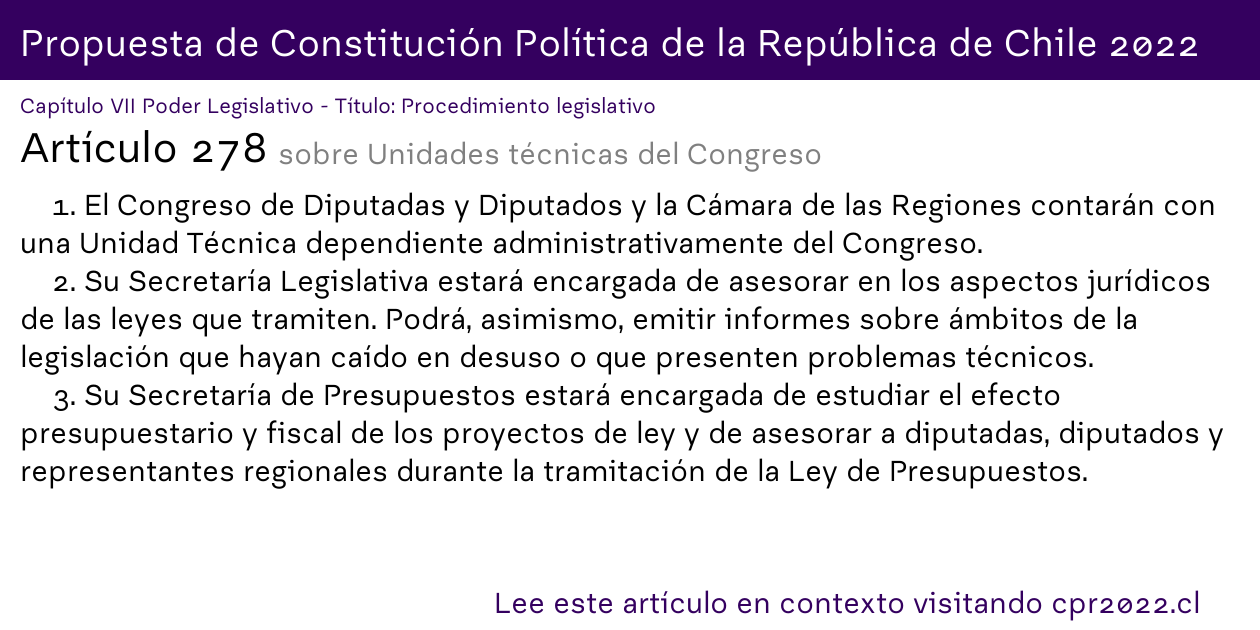 Propuesta de Constitución Política de la República de Chile 2022
Capítulo VII Poder Legislativo - Título: Procedimiento legislativo
Artículo 278 sobre Unidades técnicas del Congreso
1. El Congreso de Diputadas y Diputados y la Cámara de las Regiones contarán con
una Unidad Técnica dependiente administrativamente del Congreso.
2. Su Secretaría Legislativa estará encargada de asesorar en los aspectos jurídicos
de las leyes que tramiten. Podrá, asimismo, emitir informes sobre ámbitos de la
legislación que hayan caído en desuso o que presenten problemas técnicos.
3. Su Secretaría de Presupuestos estará encargada de estudiar el efecto
presupuestario y fiscal de los proyectos de ley y de asesorar a diputadas, diputados y
representantes regionales durante la tramitación de la Ley de Presupuestos.
Lee este artículo en contexto visitando cpr2022.cl